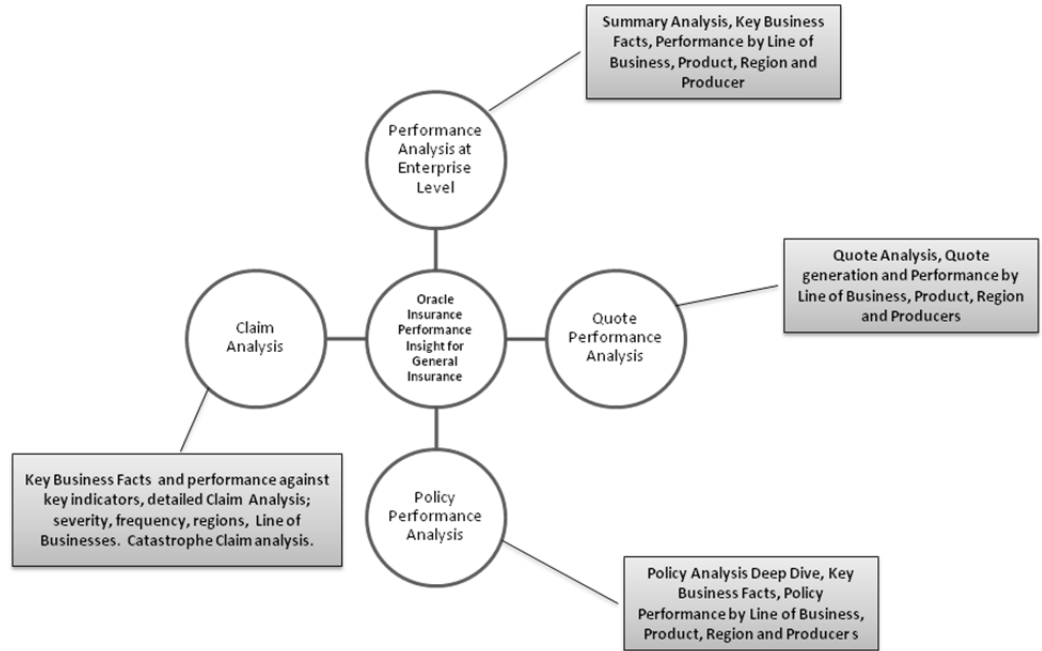 Summary Analysis, Key Business
Facts, Performance by Line of
Business, Product, Region and
Producer
Performance
Analysis at
Enterprise
Level
Quote Analysis, Quote
generation and Performance by
Line of Business, Product, Region
and Producers
Claim
Analysis
Oracle
Insurance
Performance
Insight for
General
Insurance
Quote
Performance
Analysis
Key Business Facts and performance against
key indicators, detailed Claim Analysis;
severity, frequency, regions, Line of
Businesses. Catastrophe Claim analysis.
Policy
Performance
Analysis
Policy Analysis Deep Dive, Key
Business Facts, Policy
Performance by Line of Business,
Product, Region and Producers